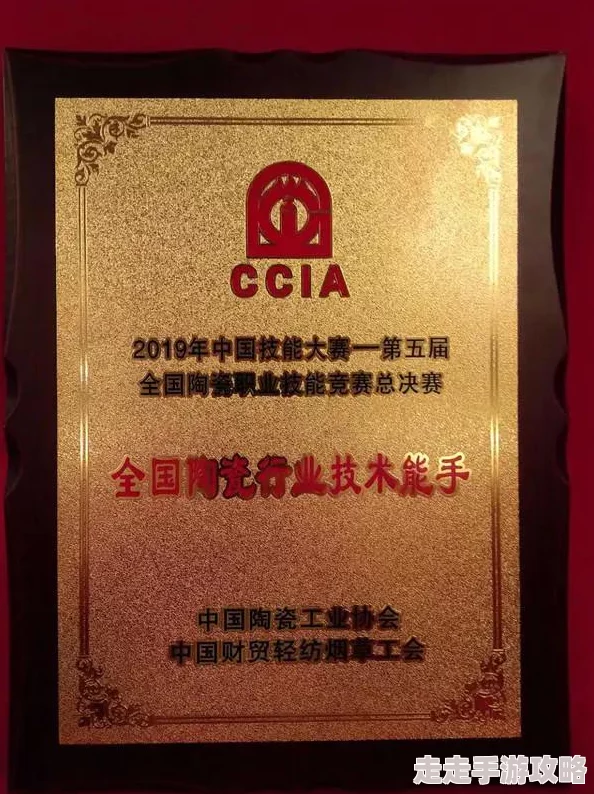 CCIA
2019年中国技能大赛—第五届
全国陶瓷职业技能竞赛总决赛
全国陶瓷行业技术能手
中国陶瓷工业协会
中国财贸轻纺烟草工会
走走手游攻略